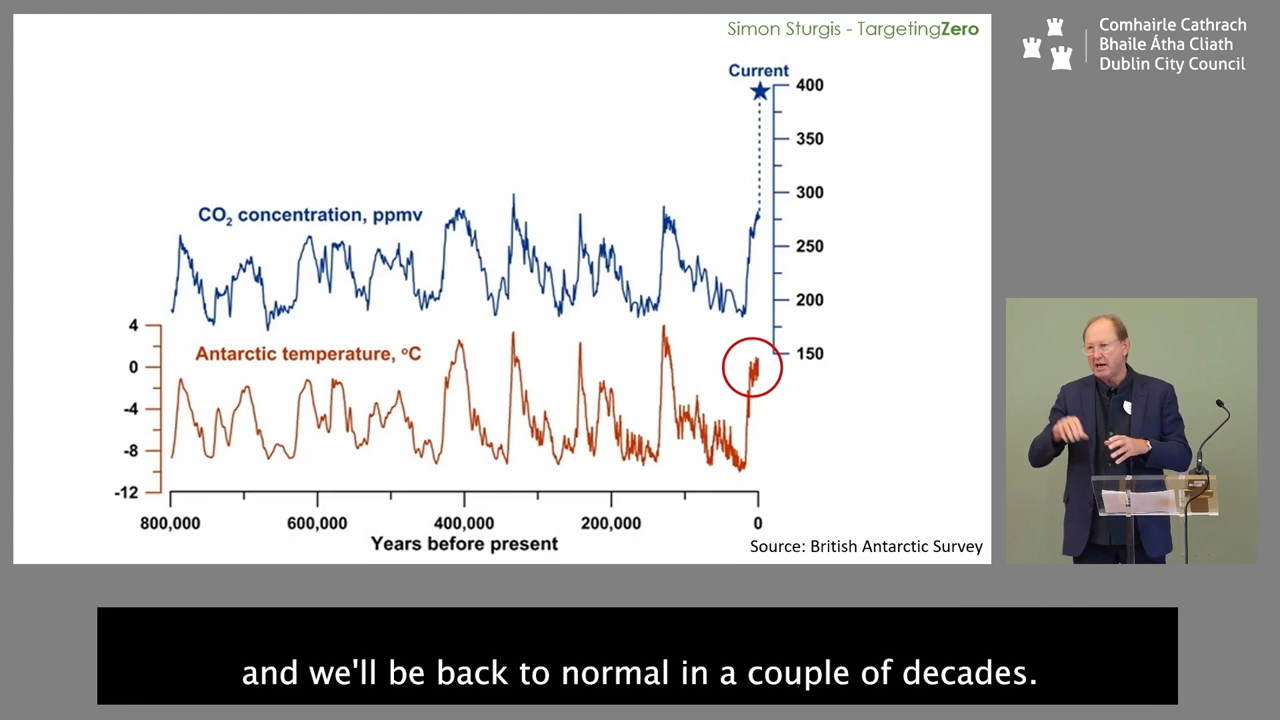 Simon Sturgis - TargetingZero
Comhairle Cathrach
Bhaile Átha Cliath
Dublin City Council
Current
400
350
300
250
200
150
CO₂ concentration, ppmv
4
0
-4
-8
-12
Antarctic temperature, °C
800,000
600,000
400,000
200,000
0
Years before present
Source: British Antarctic Survey
and we'll be back to normal in a couple of decades.